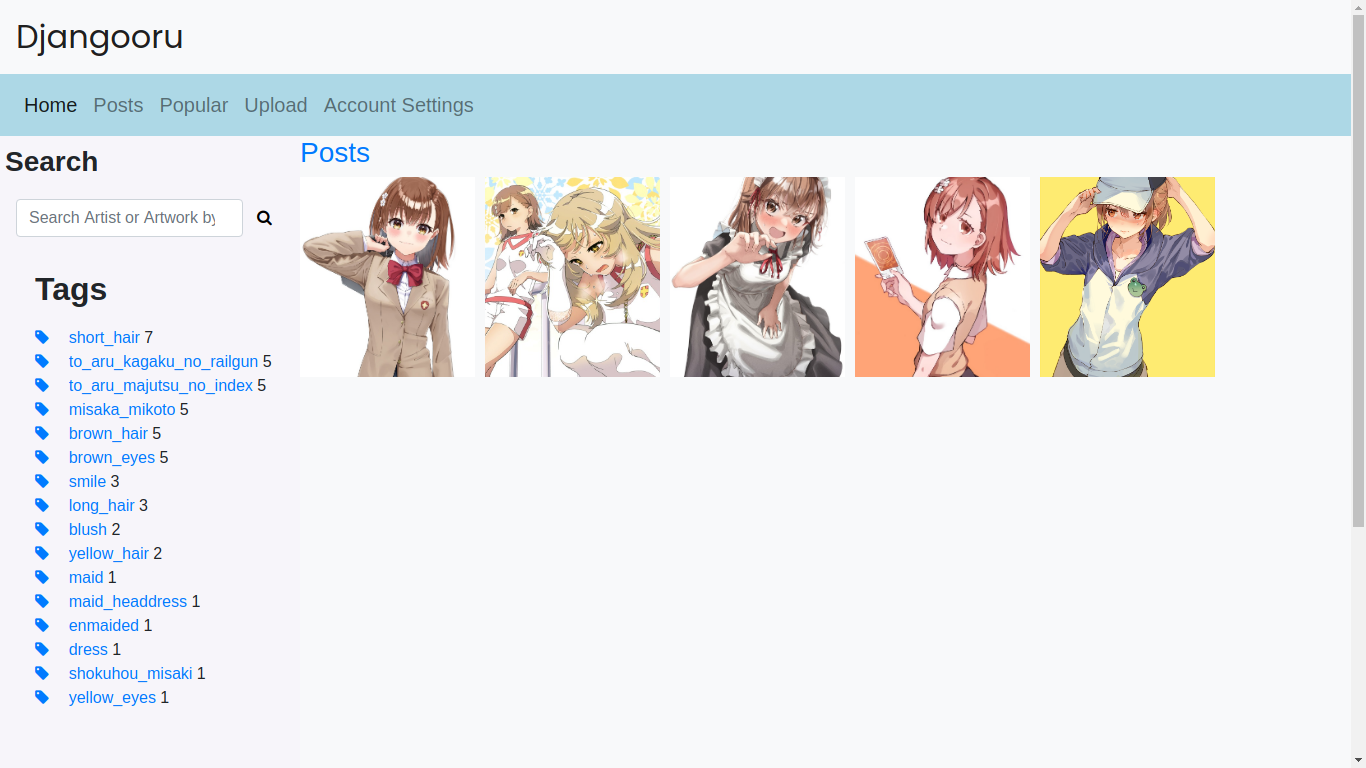 Djangooru
Home Posts Popular Upload Account Settings
Search
Search Artist or Artwork by
Tags
short_hair 7
to_aru_kagaku_no_railgun 5
to_aru_majutsu_no_index 5
misaka_mikoto 5
brown_hair 5
brown_eyes 5
smile 3
long_hair 3
blush 2
yellow_hair 2
maid 1
maid_headdress 1
enmaided 1
dress 1
shokuhou_misaki 1
yellow_eyes 1
Posts